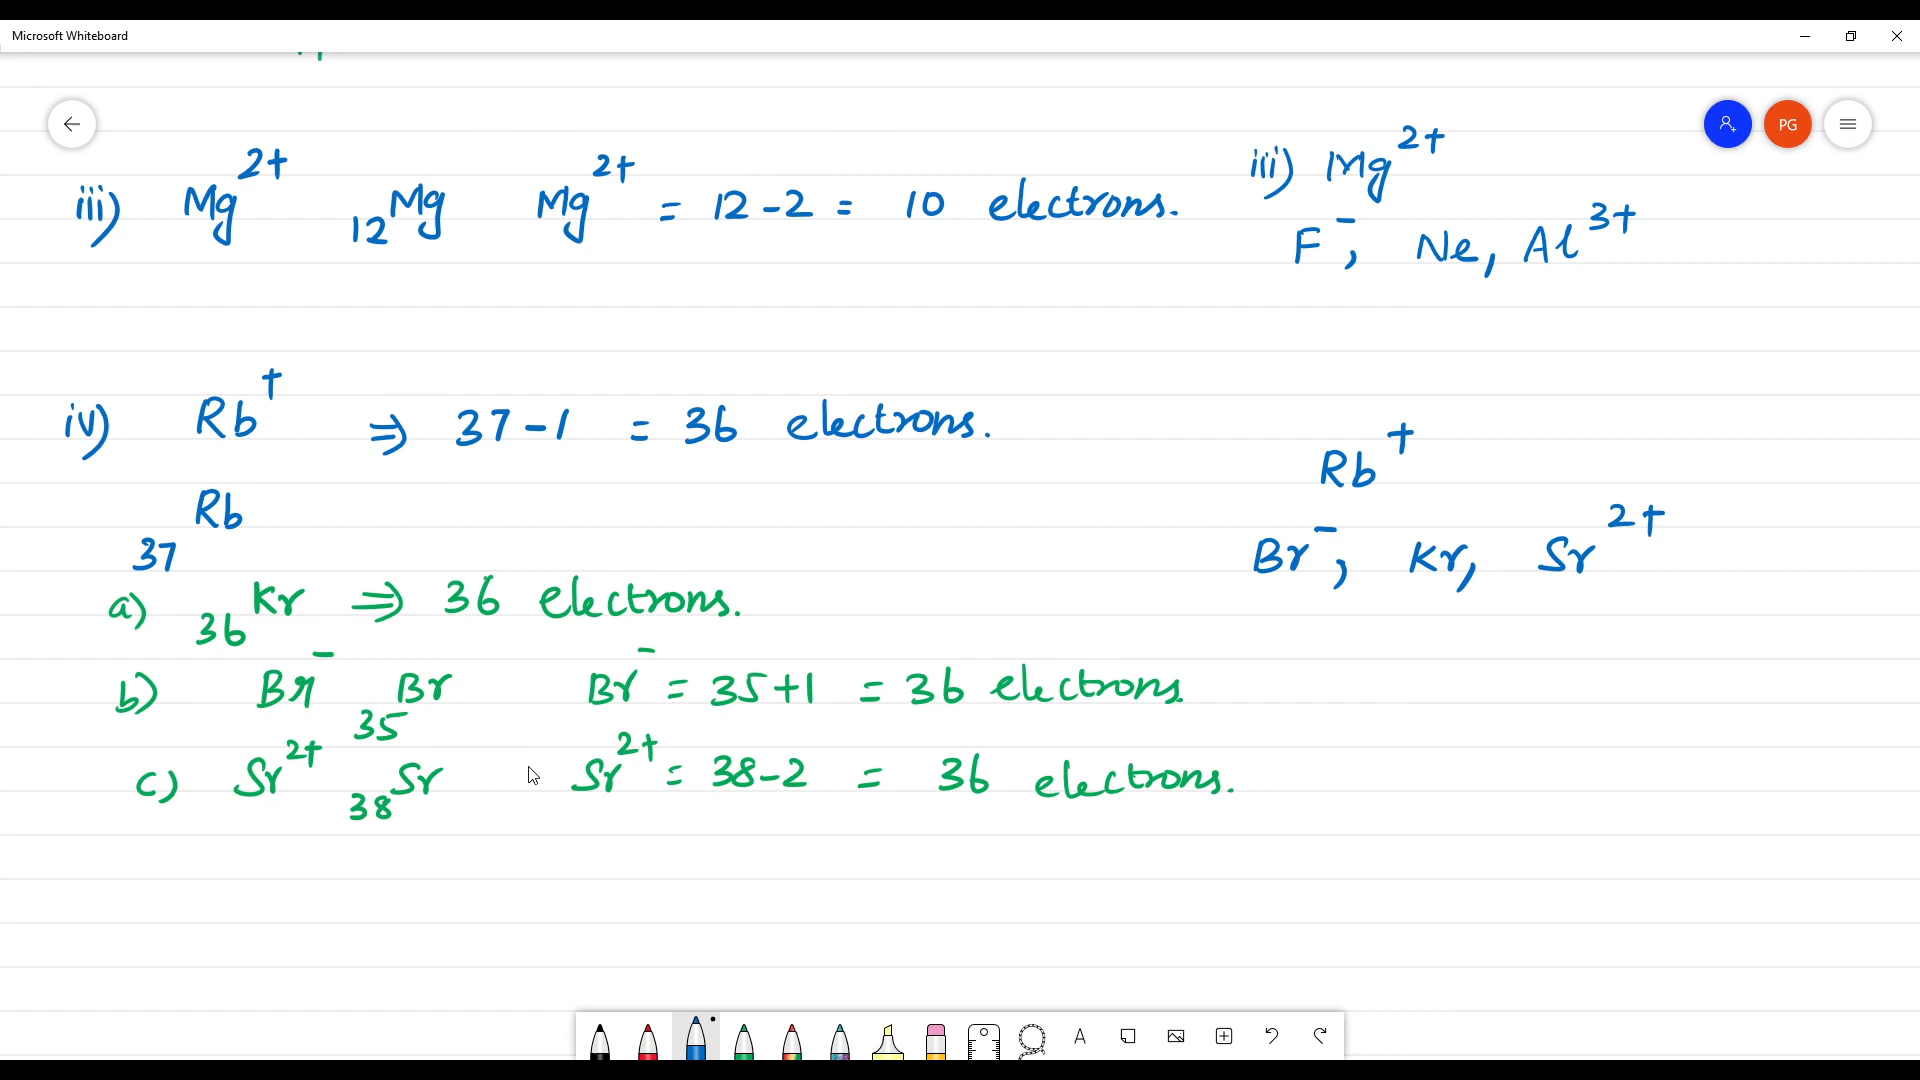 Microsoft Whiteboard
PG
iii) Mg²⁺ ₁₂Mg Mg²⁺ = 12-2 = 10 electrons.
iii) Mg²⁺
F⁻, Ne, Al³⁺
iv) Rb⁺ ⇒ 37-1 = 36 electrons.
₃₇Rb
Rb⁺
Br⁻, Kr, Sr²⁺
a) ₃₆Kr ⇒ 36 electrons.
b) Br⁻ ₃₅Br Br⁻ = 35+1 = 36 electrons.
c) Sr²⁺ ₃₈Sr Sr²⁺ = 38-2 = 36 electrons.
A